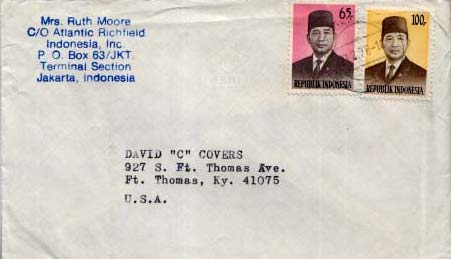 Mrs. Ruth Moore
C/O Atlantic Richfield
Indonesia, Inc.
P. O. Box 63/JKT.
Terminal Section
Jakarta, Indonesia
65.-
100.-
REPUBLIK INDONESIA
REPUBLIK INDONESIA
DAVID "C" COVERS
927 S. Ft. Thomas Ave.
Ft. Thomas, Ky. 41075
U.S.A.